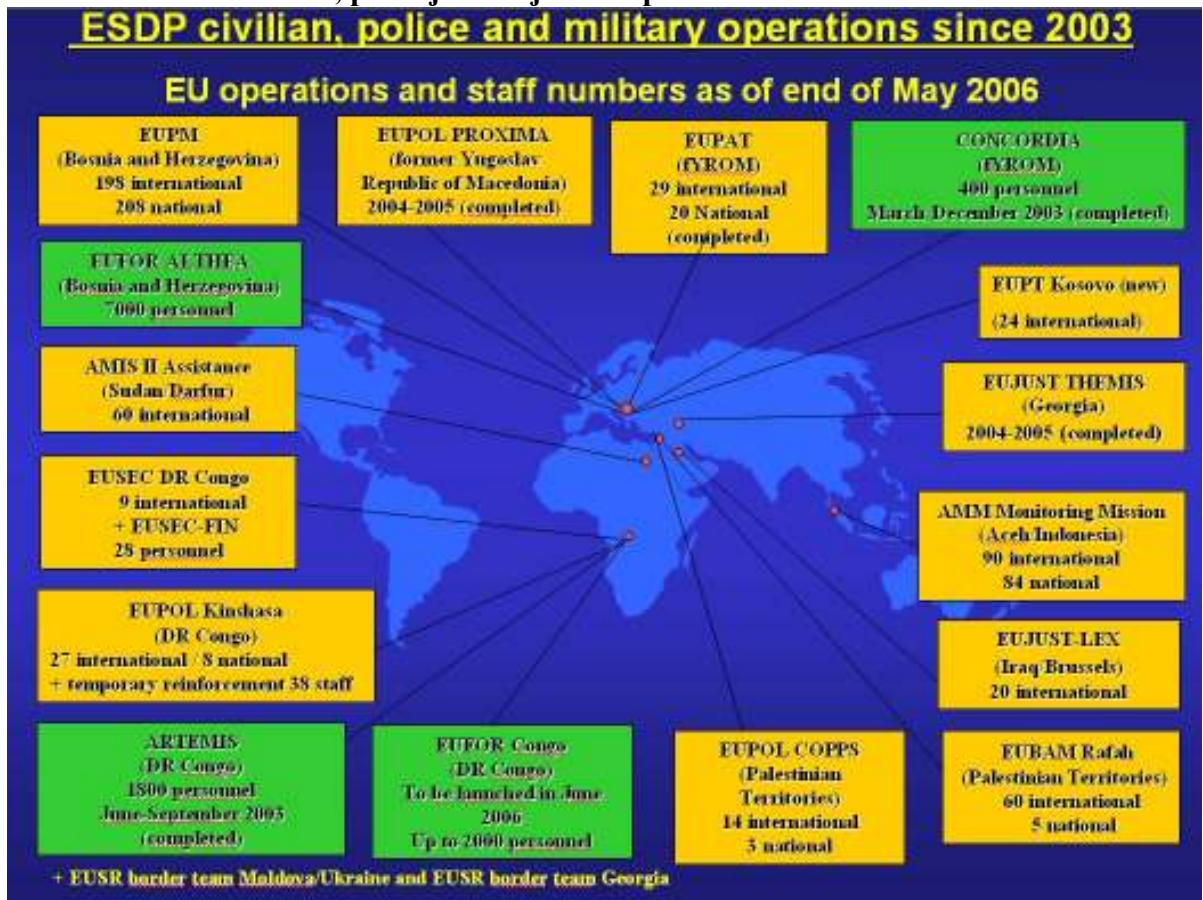 ESDP civilian, police and military operations since 2003
EU operations and staff numbers as of end of May 2006
EUPM
(Bosnia and Herzegovina)
198 international
208 national
EUPOL PROXIMA
(former Yugoslav
Republic of Macedonia)
2004-2005 (completed)
EUPAT
(fYROM)
29 international
20 National
(completed)
CONCORDIA
(fYROM)
400 personnel
March-December 2003 (completed)
EUFOR ALTHEA
(Bosnia and Herzegovina)
7000 personnel
EUPT Kosovo (new)
(24 international)
AMIS II Assistance
(Sudan/Darfur)
60 international
EUJUST THEMIS
(Georgia)
2004-2005 (completed)
EUSEC DR Congo
9 international
+ EUSEC-FIN
28 personnel
AMM Monitoring Mission
(Aceh/Indonesia)
90 international
84 national
EUPOL Kinshasa
(DR Congo)
27 international / 8 national
+ temporary reinforcement 38 staff
EUJUST-LEX
(Iraq/Brussels)
20 international
ARTEMIS
(DR Congo)
1800 personnel
June-September 2003
(completed)
EUFOR Congo
(DR Congo)
To be launched in June
2006
Up to 2000 personnel
EUPOL COPPS
(Palestinian
Territories)
14 international
3 national
EUBAM Rafah
(Palestinian Territories)
60 international
5 national
+ EUSR border team Moldova/Ukraine and EUSR border team Georgia